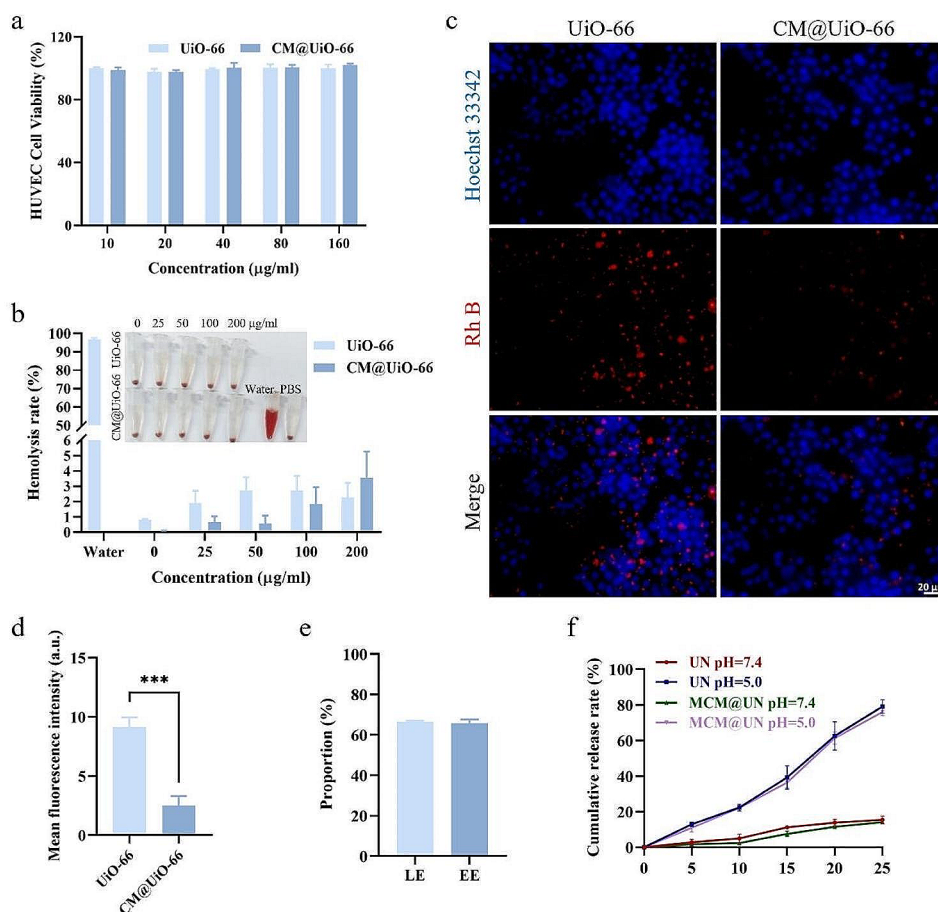 a
UiO-66 CM@UiO-66
HUVEC Cell Viability (%)
120
100
40
0
10 20 40 80 160
Concentration (μg/ml)
b
0 25 50 100 200 μg/ml
UiO-66
CM@UiO-66
Water PBS
UiO-66
CM@UiO-66
Hemolysis rate (%)
100
90
80
70
60
50
6
5
4
3
2
1
0
Water 0 25 50 100 200
Concentration (μg/ml)
c
UiO-66 CM@UiO-66
Hoechst 33342
Rh B
Merge
d
Mean fluorescence intensity (a.u.)
15
10
5
0
***
UiO-66
CM@UiO-66
e
Proportion (%)
100
80
60
40
20
0
LE EE
f
UN pH=7.4
UN pH=5.0
MCM@UN pH=7.4
MCM@UN pH=5.0
Cumulative release rate (%)
100
80
60
40
20
0
0 5 10 15 20 25